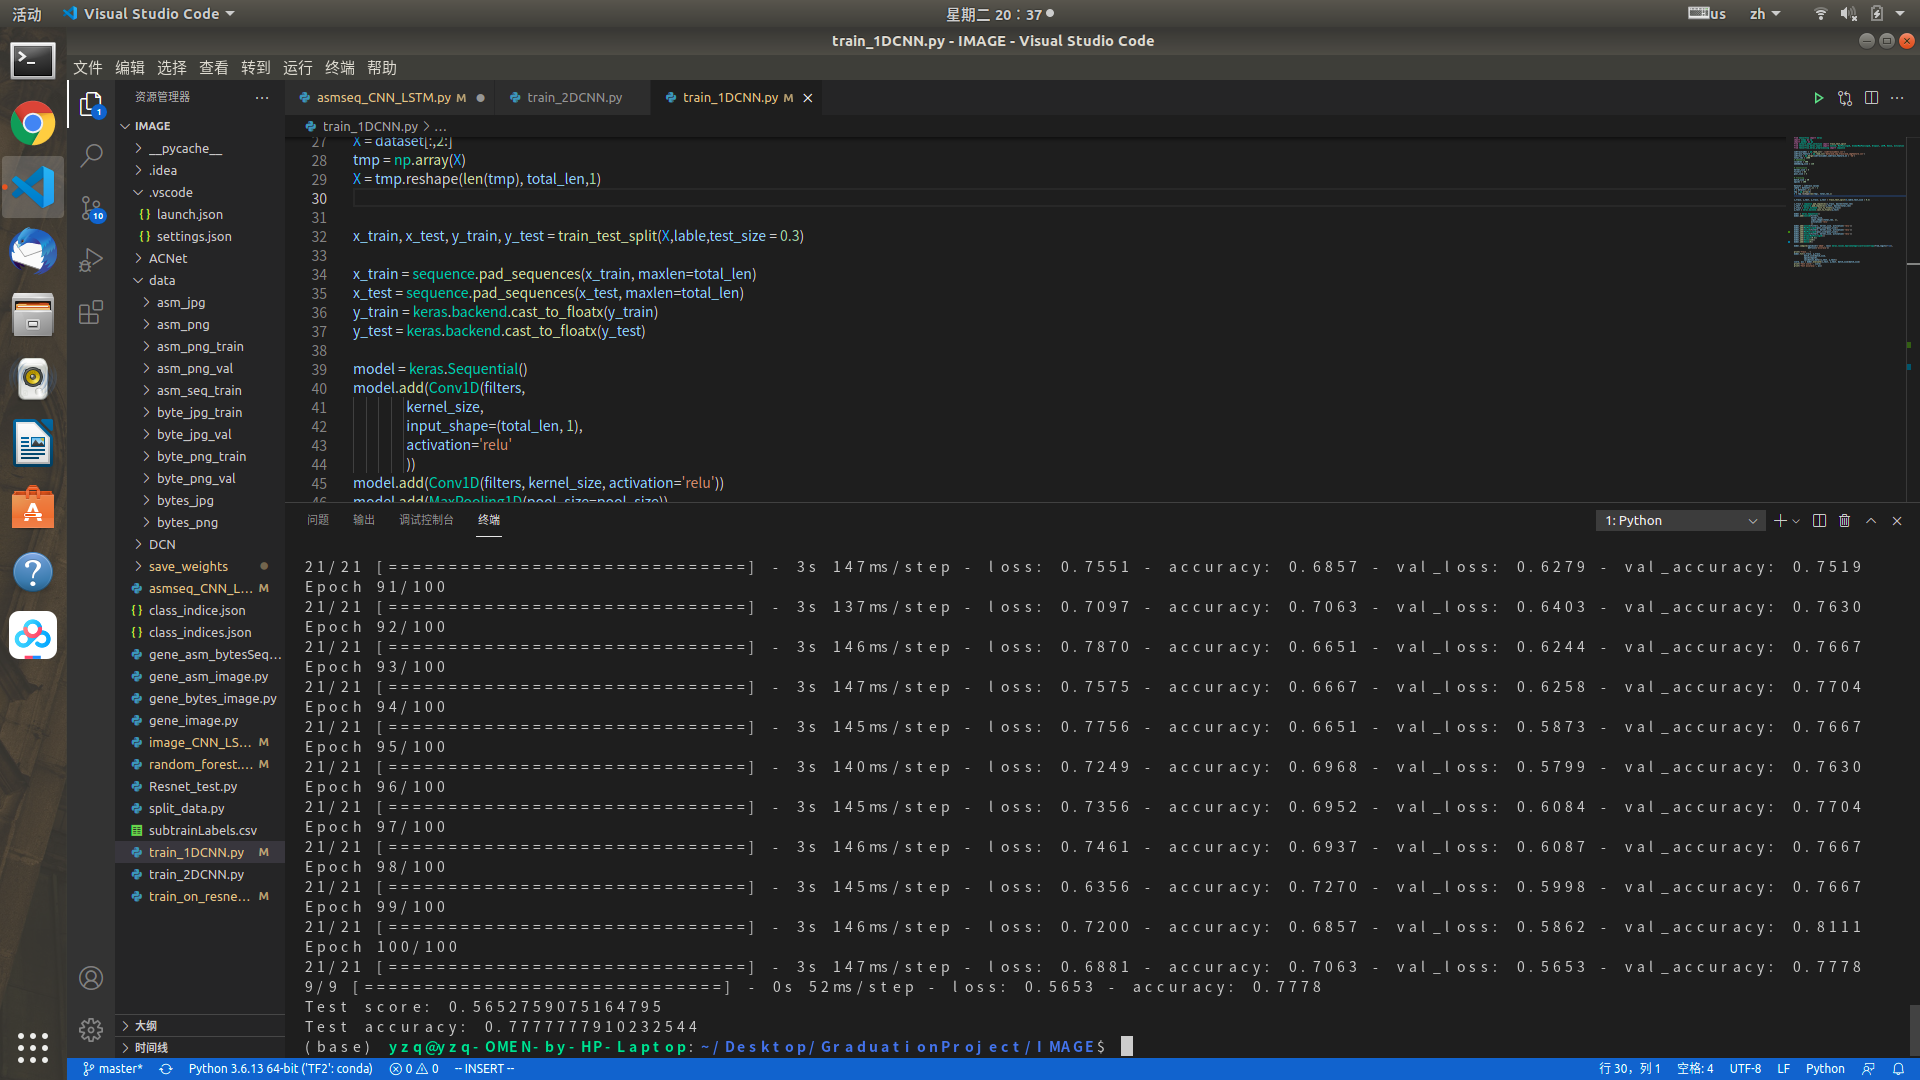 活动
Visual Studio Code
星期二 20：37
us
zh
train_1DCNN.py - IMAGE - Visual Studio Code
文件 编辑 选择 查看 转到 运行 终端 帮助
资源管理器
asmseq_CNN_LSTM.py M
train_2DCNN.py
train_1DCNN.py M
1
10
IMAGE
__pycache__
.idea
.vscode
launch.json
settings.json
ACNet
data
asm_jpg
asm_png
asm_png_train
asm_png_val
asm_seq_train
byte_jpg_train
byte_jpg_val
byte_png_train
byte_png_val
bytes_jpg
bytes_png
DCN
save_weights
asmseq_CNN_L... M
class_indice.json
class_indices.json
gene_asm_bytesSeq...
gene_asm_image.py
gene_bytes_image.py
gene_image.py
image_CNN_LS... M
random_forest.... M
Resnet_test.py
split_data.py
subtrainLabels.csv
train_1DCNN.py M
train_2DCNN.py
train_on_resne... M
大纲
时间线
train_1DCNN.py > ...
27 X = dataset[:,2:]
28 tmp = np.array(X)
29 X = tmp.reshape(len(tmp), total_len,1)
30
31
32 x_train, x_test, y_train, y_test = train_test_split(X,lable,test_size = 0.3)
33
34 x_train = sequence.pad_sequences(x_train, maxlen=total_len)
35 x_test = sequence.pad_sequences(x_test, maxlen=total_len)
36 y_train = keras.backend.cast_to_floatx(y_train)
37 y_test = keras.backend.cast_to_floatx(y_test)
38
39 model = keras.Sequential()
40 model.add(Conv1D(filters,
41 kernel_size,
42 input_shape=(total_len, 1),
43 activation='relu'
44 ))
45 model.add(Conv1D(filters, kernel_size, activation='relu'))
46 model.add(MaxPooling1D(pool_size=pool_size))
问题 输出 调试控制台 终端
1: Python
21/21 [==============================] - 3s 147ms/step - loss: 0.7551 - accuracy: 0.6857 - val_loss: 0.6279 - val_accuracy: 0.7519
Epoch 91/100
21/21 [==============================] - 3s 137ms/step - loss: 0.7097 - accuracy: 0.7063 - val_loss: 0.6403 - val_accuracy: 0.7630
Epoch 92/100
21/21 [==============================] - 3s 146ms/step - loss: 0.7870 - accuracy: 0.6651 - val_loss: 0.6244 - val_accuracy: 0.7667
Epoch 93/100
21/21 [==============================] - 3s 147ms/step - loss: 0.7575 - accuracy: 0.6667 - val_loss: 0.6258 - val_accuracy: 0.7704
Epoch 94/100
21/21 [==============================] - 3s 145ms/step - loss: 0.7756 - accuracy: 0.6651 - val_loss: 0.5873 - val_accuracy: 0.7667
Epoch 95/100
21/21 [==============================] - 3s 140ms/step - loss: 0.7249 - accuracy: 0.6968 - val_loss: 0.5799 - val_accuracy: 0.7630
Epoch 96/100
21/21 [==============================] - 3s 145ms/step - loss: 0.7356 - accuracy: 0.6952 - val_loss: 0.6084 - val_accuracy: 0.7704
Epoch 97/100
21/21 [==============================] - 3s 146ms/step - loss: 0.7461 - accuracy: 0.6937 - val_loss: 0.6087 - val_accuracy: 0.7667
Epoch 98/100
21/21 [==============================] - 3s 145ms/step - loss: 0.6356 - accuracy: 0.7270 - val_loss: 0.5998 - val_accuracy: 0.7667
Epoch 99/100
21/21 [==============================] - 3s 146ms/step - loss: 0.7200 - accuracy: 0.6857 - val_loss: 0.5862 - val_accuracy: 0.8111
Epoch 100/100
21/21 [==============================] - 3s 147ms/step - loss: 0.6881 - accuracy: 0.7063 - val_loss: 0.5653 - val_accuracy: 0.7778
9/9 [==============================] - 0s 52ms/step - loss: 0.5653 - accuracy: 0.7778
Test score: 0.5652759075164795
Test accuracy: 0.7777777910232544
(base) yzq@yzq-OMEN-by-HP-Laptop:~/Desktop/GraduationProject/IMAGE$
master*
Python 3.6.13 64-bit ('TF2': conda)
0 0
-- INSERT --
行 30，列 1
空格: 4
UTF-8
LF
Python